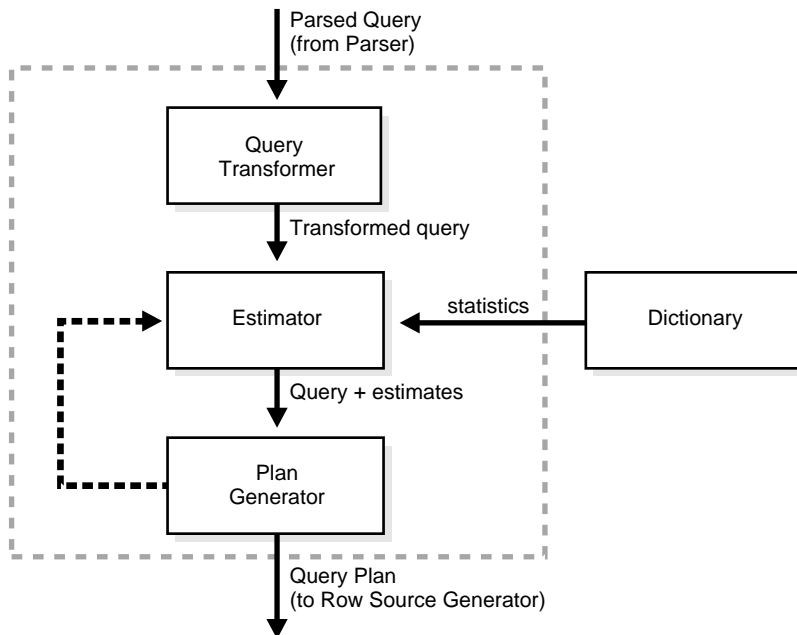 Parsed Query
(from Parser)
Query
Transformer
Transformed query
Estimator
statistics
Dictionary
Query + estimates
Plan
Generator
Query Plan
(to Row Source Generator)